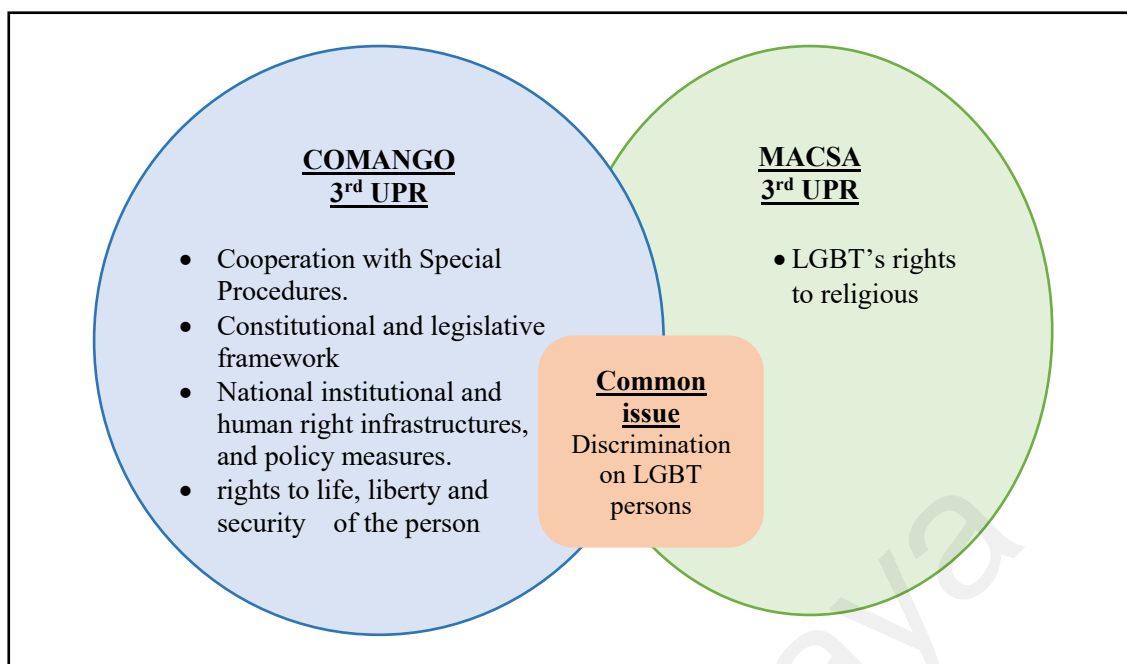 COMANGO
3rd UPR
• Cooperation with Special
Procedures.
• Constitutional and legislative
framework
• National institutional and
human right infrastructures,
and policy measures.
• rights to life, liberty and
security of the person
MACSA
3rd UPR
• LGBT’s rights
to religious
Common
issue
Discrimination
on LGBT
persons
aya